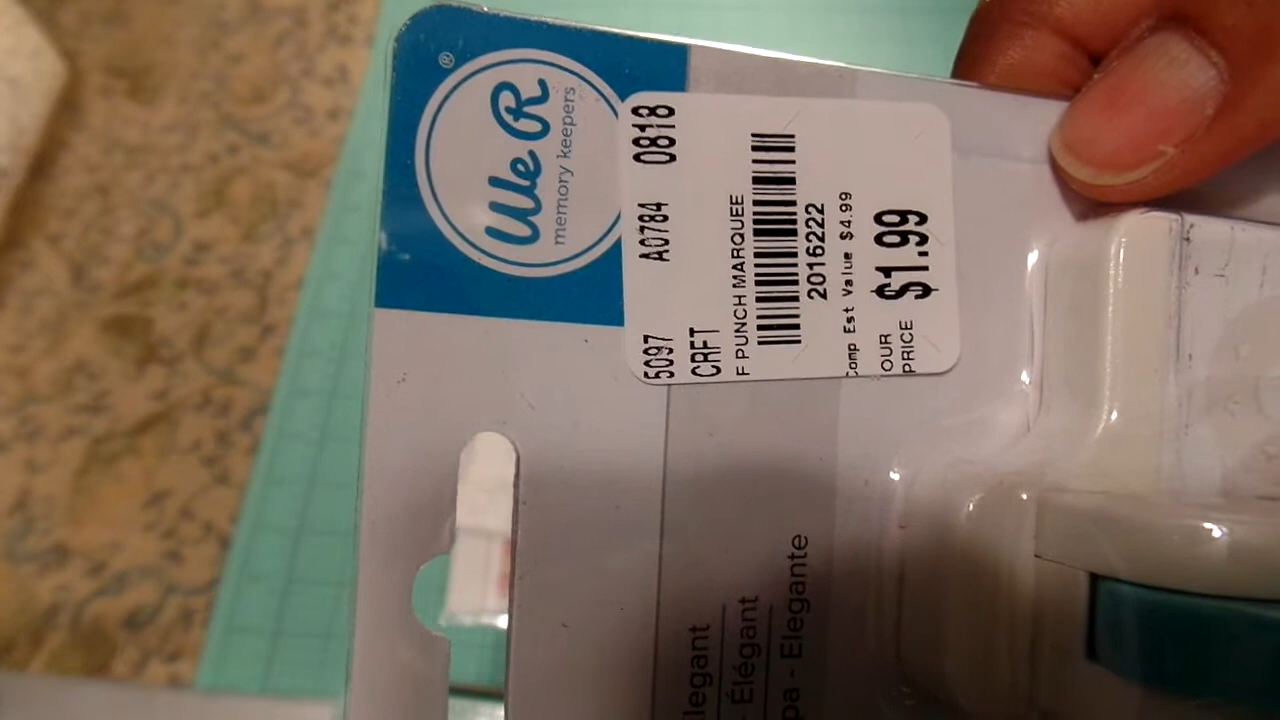 We R
memory keepers
®
5097 A0784 0818
CRFT
F PUNCH MARQUEE
2016222
Comp Est Value $4.99
OUR PRICE $1.99
legant
- Élégant
pa - Elegante